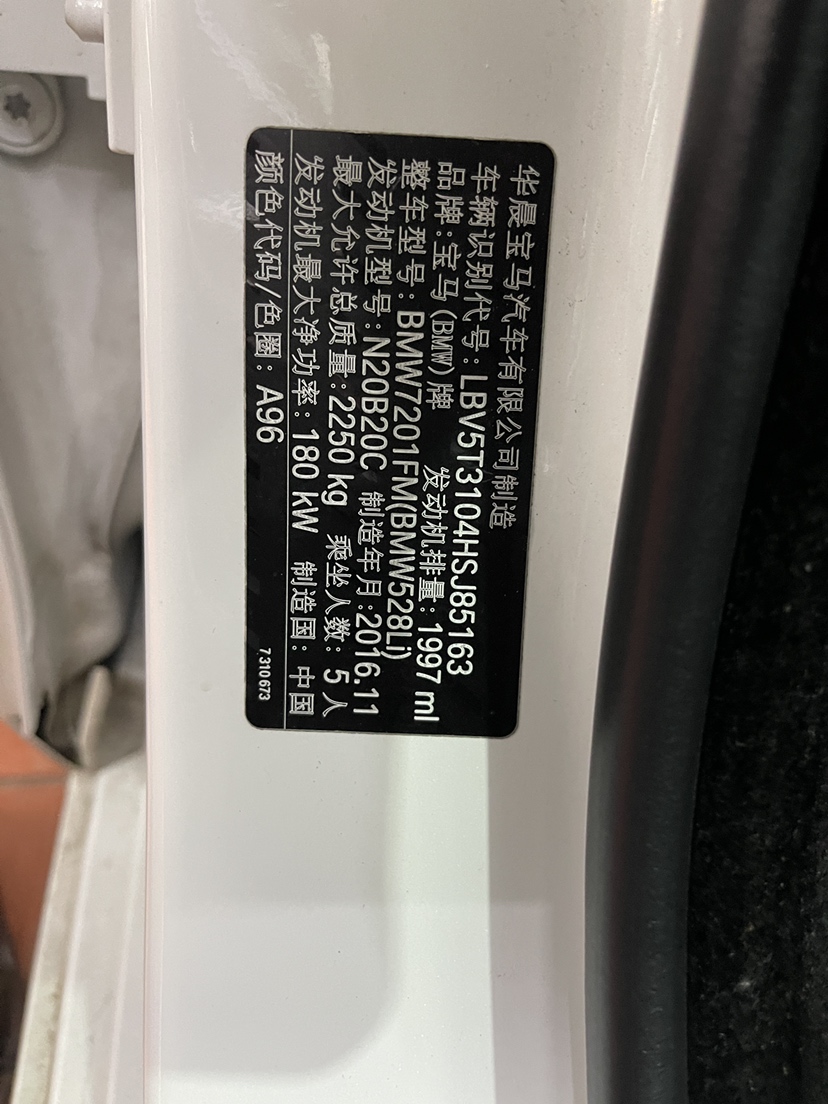 华晨宝马汽车有限公司制造
车辆识别代号:LBV5T3104HSJ85163
品牌:宝马(BMW)牌 发动机排量:1997 ml
整车型号:BMW7201FM(BMW528Li)
发动机型号:N20B20C 制造年月:2016.11
最大允许总质量:2250 kg 乘坐人数:5人
发动机最大净功率:180 kW 制造国:中国
颜色代码/色圈:A96
7.310673